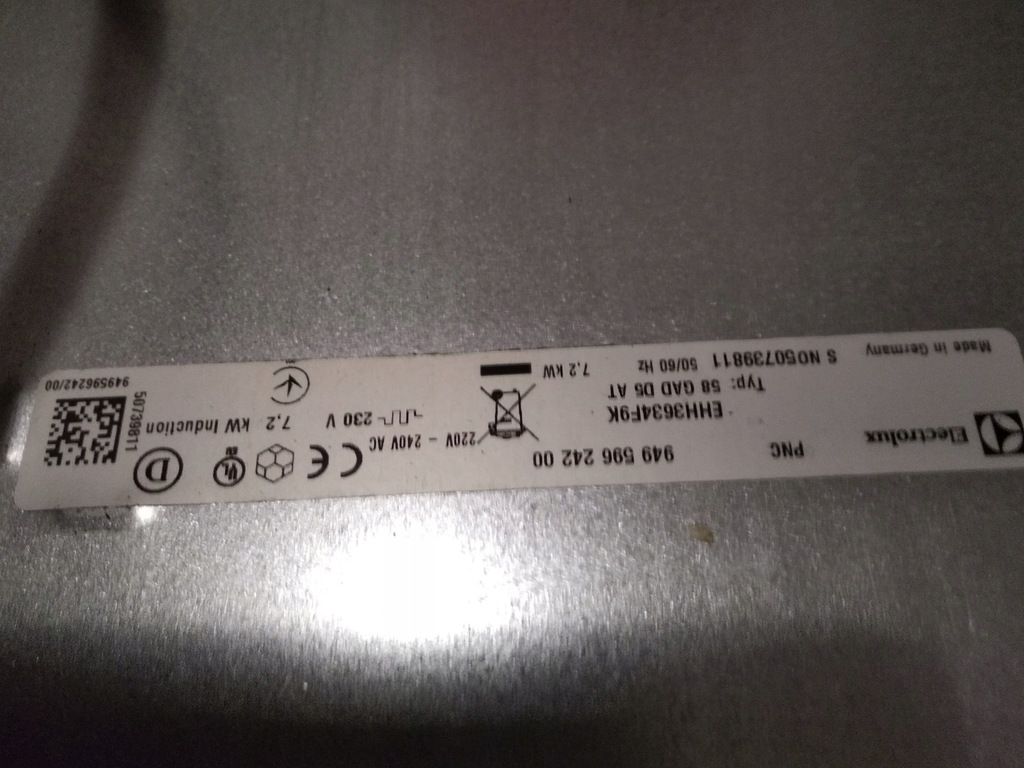 Electrolux
Made in Germany
PNC 949 596 242 00
EHH3634F9K
Typ: 58 GAD D5 AT
S NO50739811 50/60 Hz 7,2 kW
220V – 240V AC
230 V
CE
D
7,2 kW Induction
50739811
949596242/00